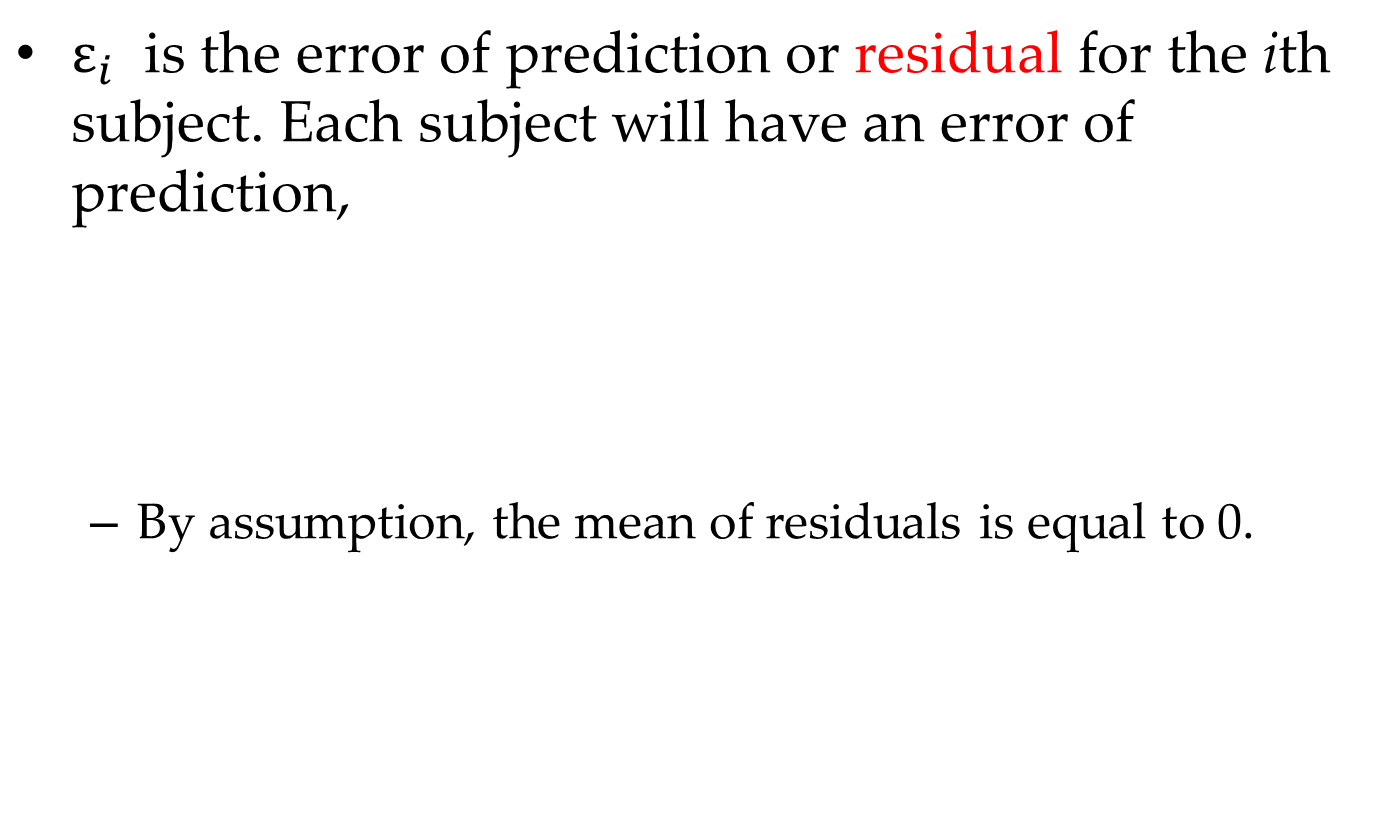 • εᵢ is the error of prediction or residual for the ith
subject. Each subject will have an error of
prediction,
– By assumption, the mean of residuals is equal to 0.